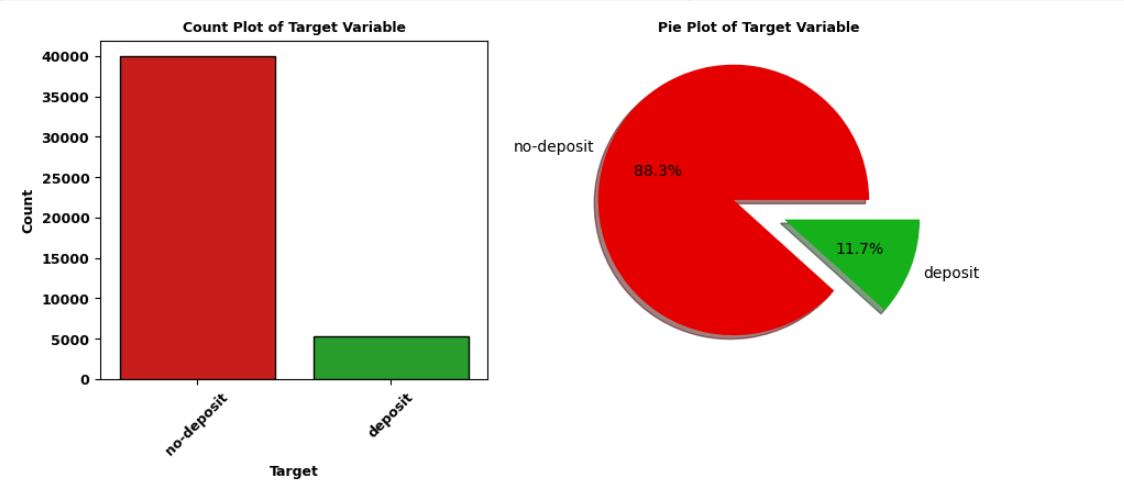 Count Plot of Target Variable
40000
35000
30000
25000
20000
15000
10000
5000
0
Count
no-deposit
deposit
Target
Pie Plot of Target Variable
no-deposit
88.3%
11.7%
deposit